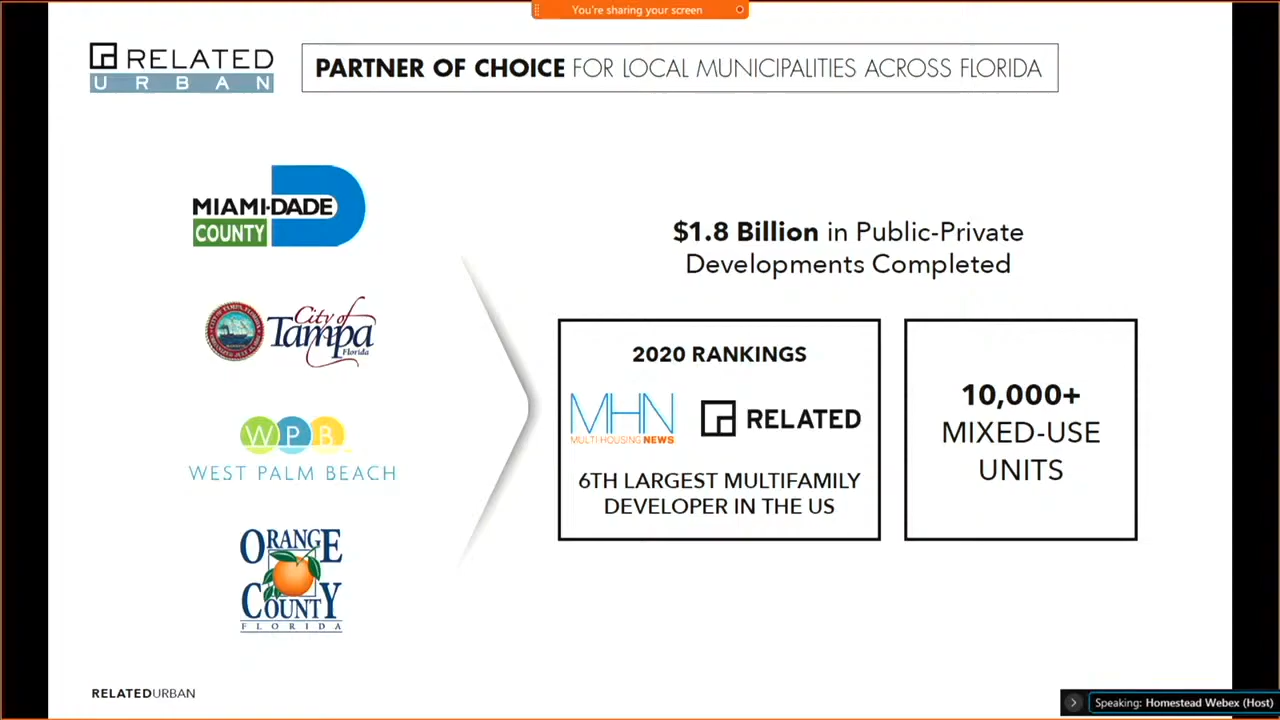 You're sharing your screen
RELATED
URBAN
PARTNER OF CHOICE FOR LOCAL MUNICIPALITIES ACROSS FLORIDA
MIAMI-DADE
COUNTY
City of
Tampa
Florida
WPB
WEST PALM BEACH
ORANGE
COUNTY
FLORIDA
$1.8 Billion in Public-Private
Developments Completed
2020 RANKINGS
MHN
MULTI HOUSING NEWS
RELATED
6TH LARGEST MULTIFAMILY
DEVELOPER IN THE US
10,000+
MIXED-USE
UNITS
RELATEDURBAN
Speaking: Homestead Webex (Host)